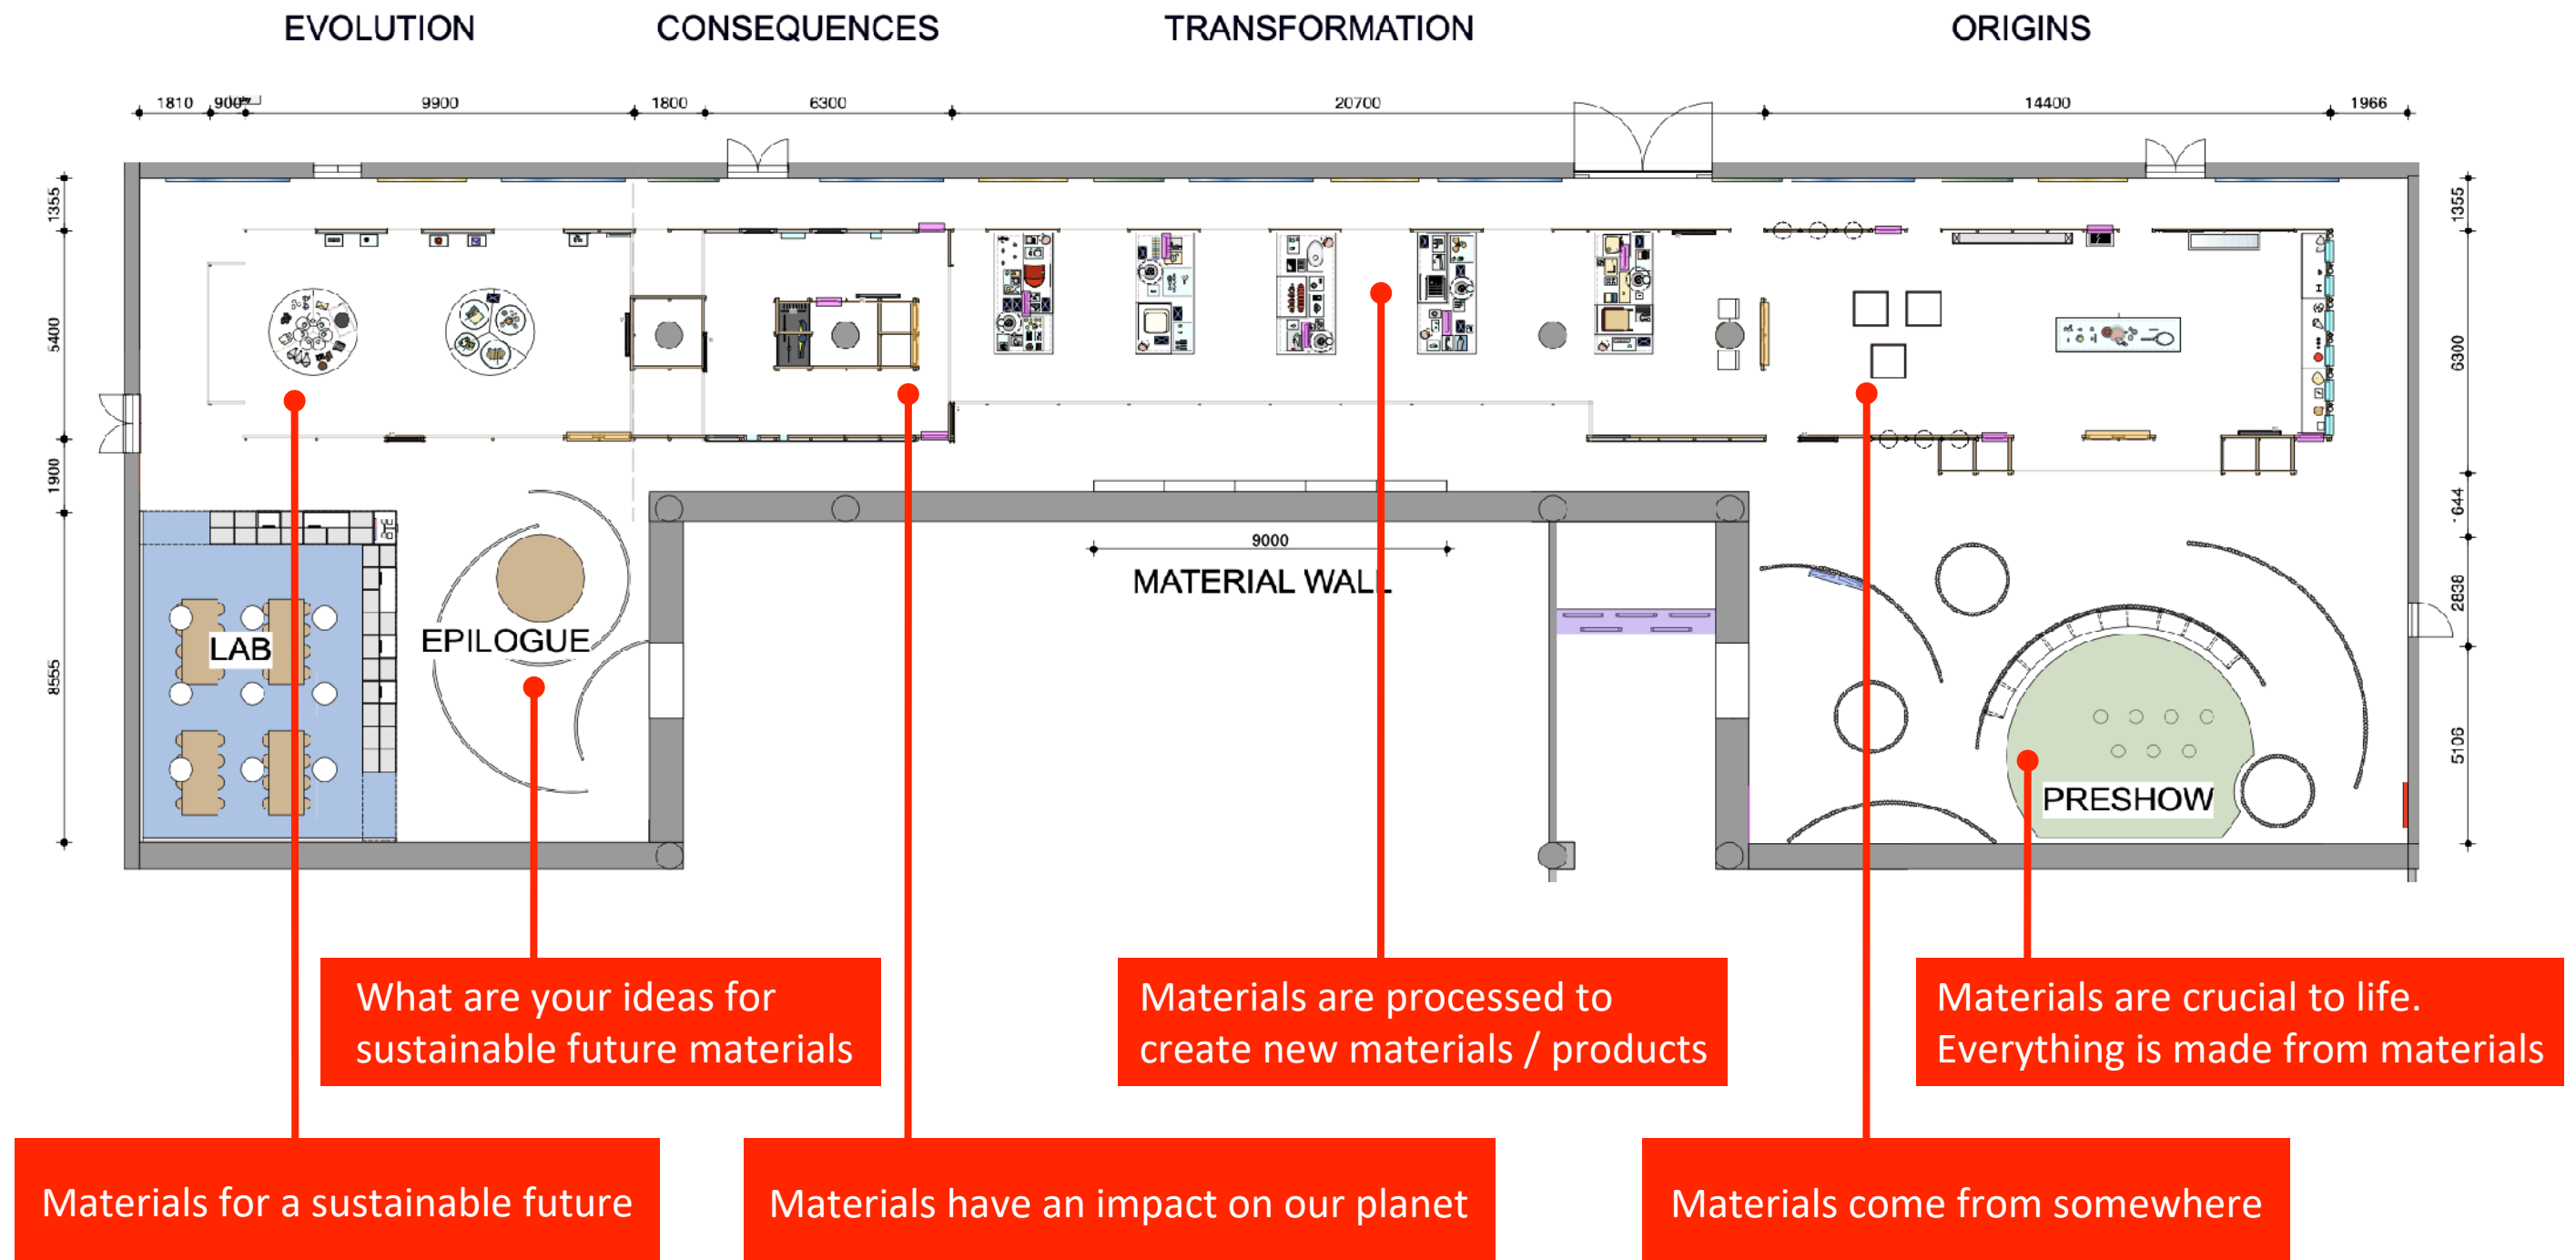 EVOLUTION
CONSEQUENCES
TRANSFORMATION
ORIGINS
1810
900
9900
1800
6300
20700
14400
1966
1355
5400
1900
8555
1355
6300
1644
2838
5106
9000
MATERIAL WALL
LAB
EPILOGUE
PRESHOW
What are your ideas for
sustainable future materials
Materials are processed to
create new materials / products
Materials are crucial to life.
Everything is made from materials
Materials for a sustainable future
Materials have an impact on our planet
Materials come from somewhere